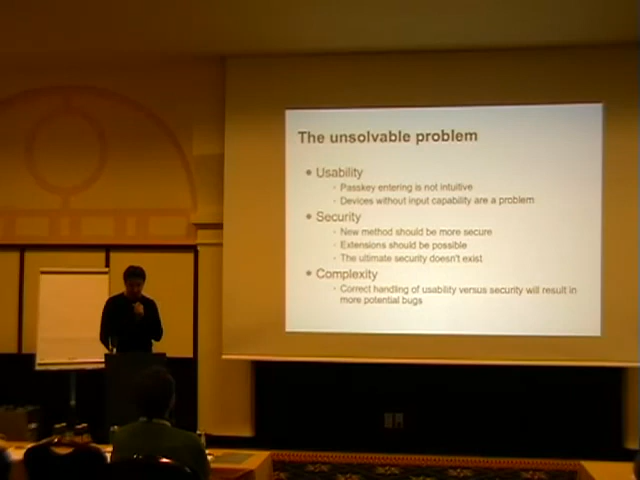 The unsolvable problem
Usability
Passkey entering is not intuitive
Devices without input capability are a problem
Security
New method should be more secure
Extensions should be possible
The ultimate security doesn't exist
Complexity
Correct handling of usability versus security will result in
more potential bugs